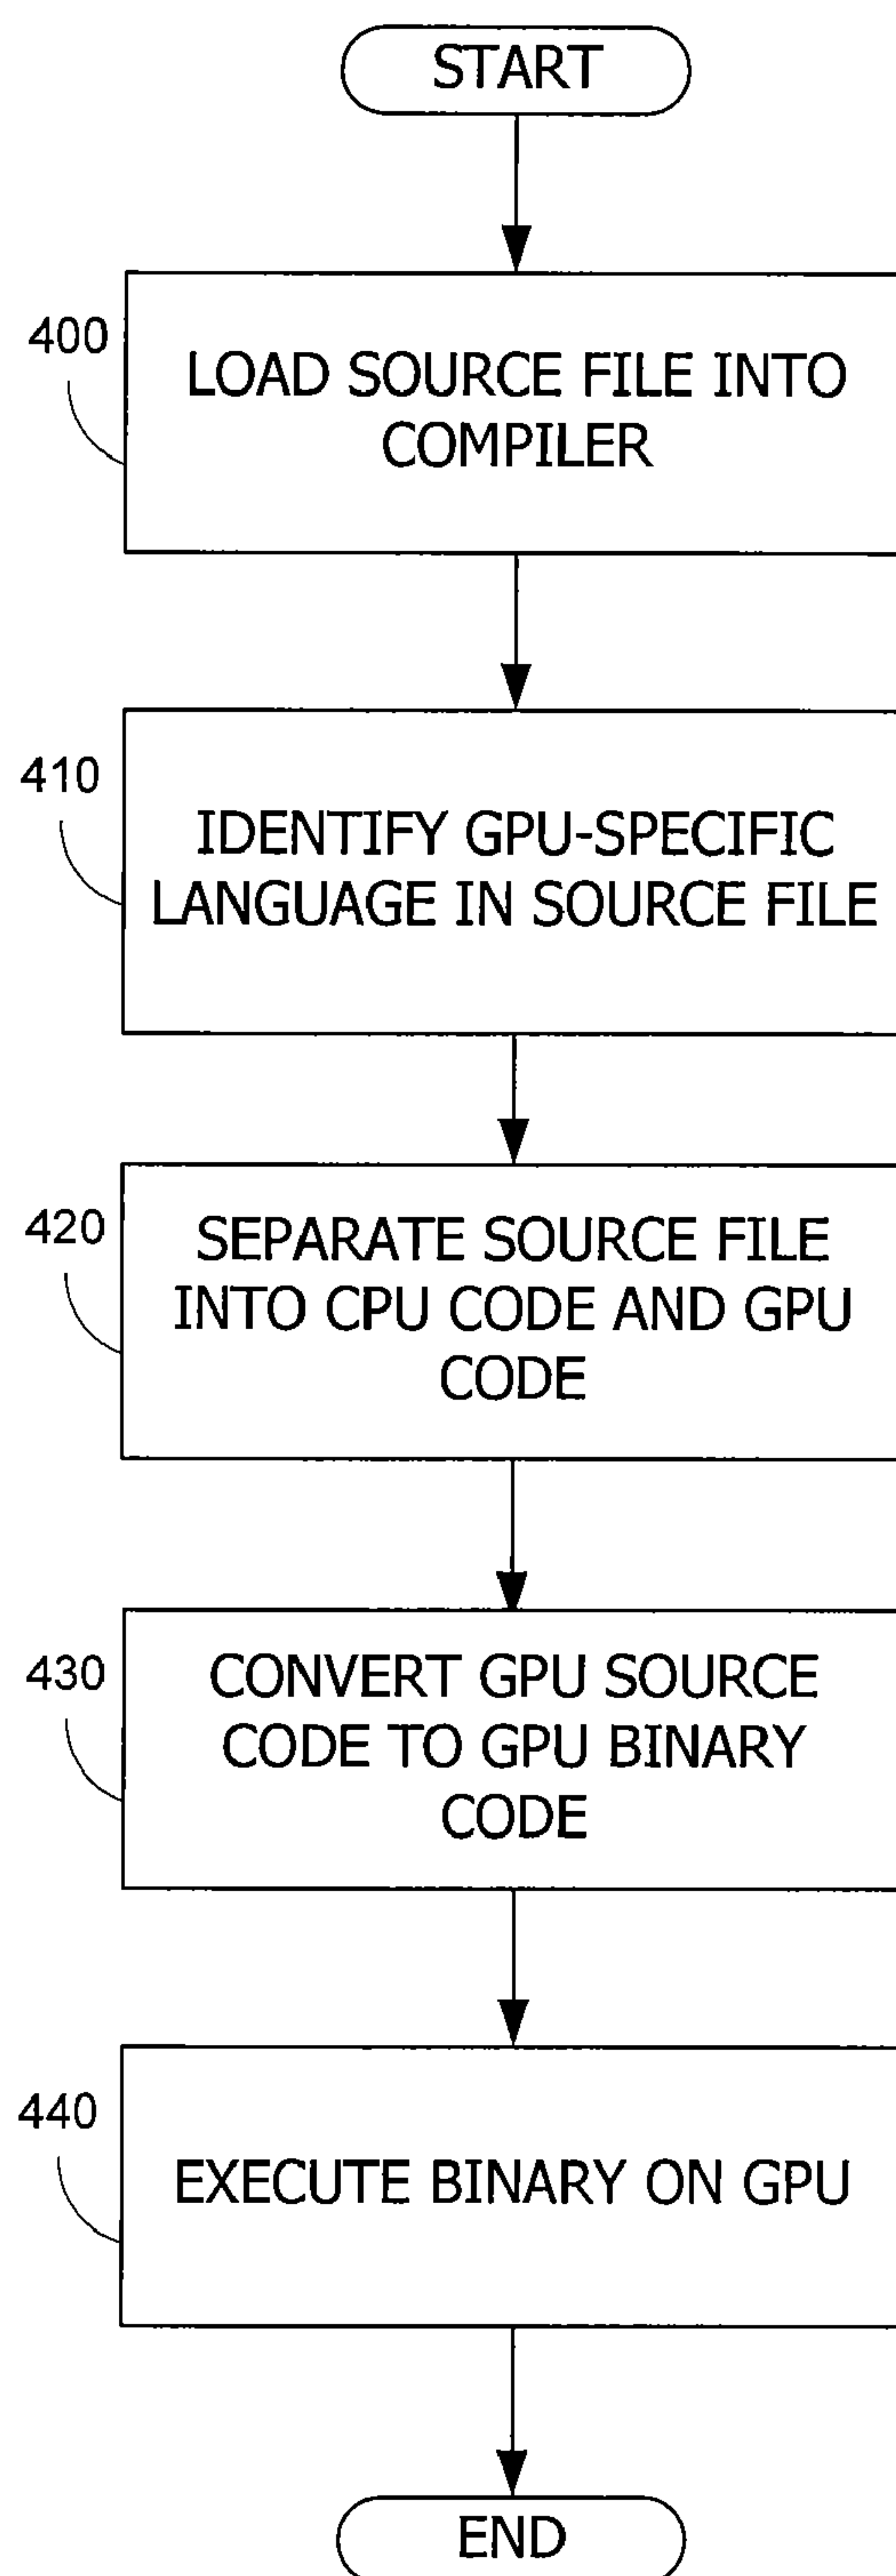 START
400
LOAD SOURCE FILE INTO
COMPILER
410
IDENTIFY GPU-SPECIFIC
LANGUAGE IN SOURCE FILE
420
SEPARATE SOURCE FILE
INTO CPU CODE AND GPU
CODE
430
CONVERT GPU SOURCE
CODE TO GPU BINARY
CODE
440
EXECUTE BINARY ON GPU
END